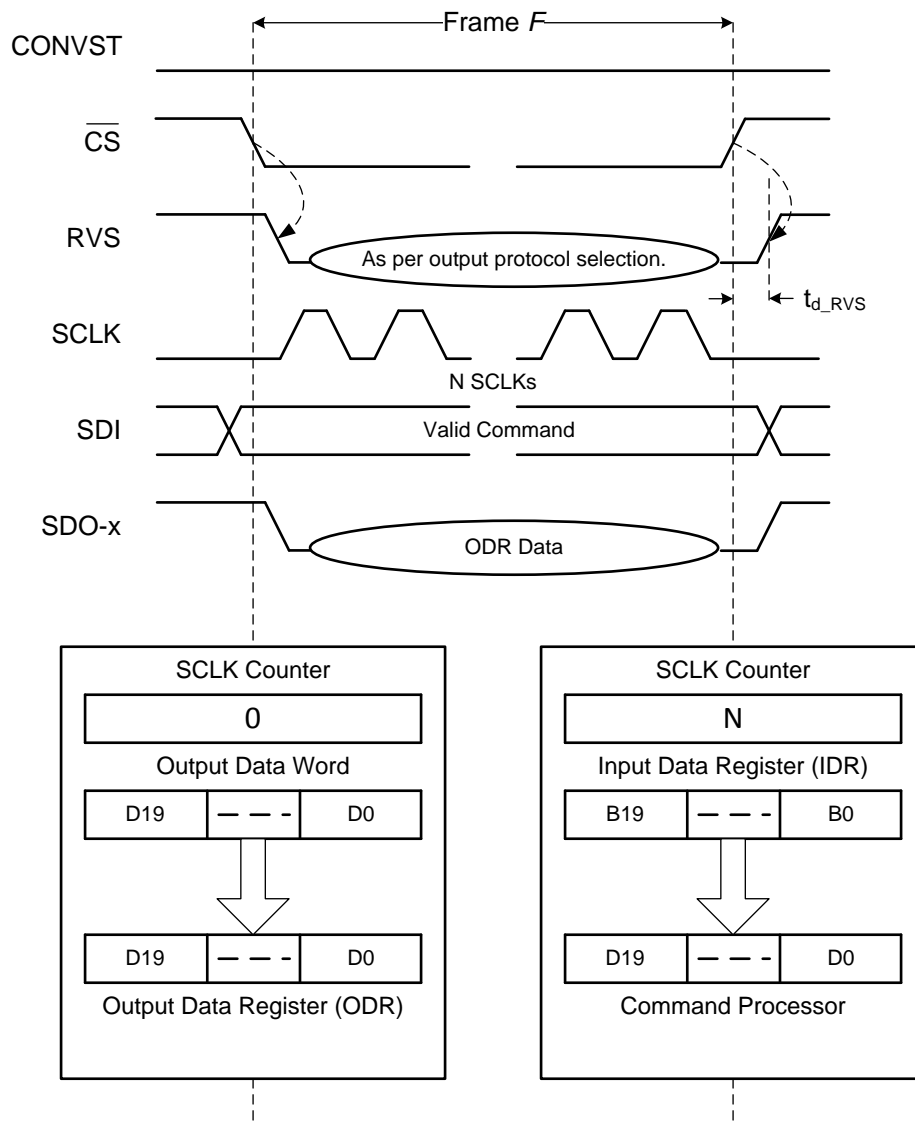 Frame F
CONVST
CS
RVS
As per output protocol selection.
td_RVS
SCLK
N SCLKs
SDI
Valid Command
SDO-x
ODR Data
SCLK Counter
0
Output Data Word
D19
D0
D19
D0
Output Data Register (ODR)
SCLK Counter
N
Input Data Register (IDR)
B19
B0
D19
D0
Command Processor